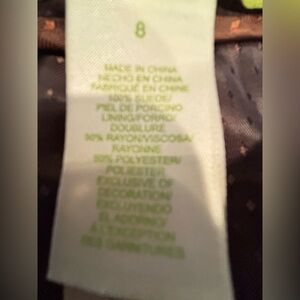 8
MADE IN CHINA
HECHO EN CHINA
FABRIQUÉ EN CHINE
100% SUEDE/
PIEL DE PORCINO
LINING/FORRO/
DOUBLURE
50% RAYON/VISCOSA/
RAYONNE
50% POLYESTER/
POLIESTER
EXCLUSIVE OF
DECORATION/
EXCLUYENDO
EL ADORNO/
A L'EXCEPTION
DES GARNITURES